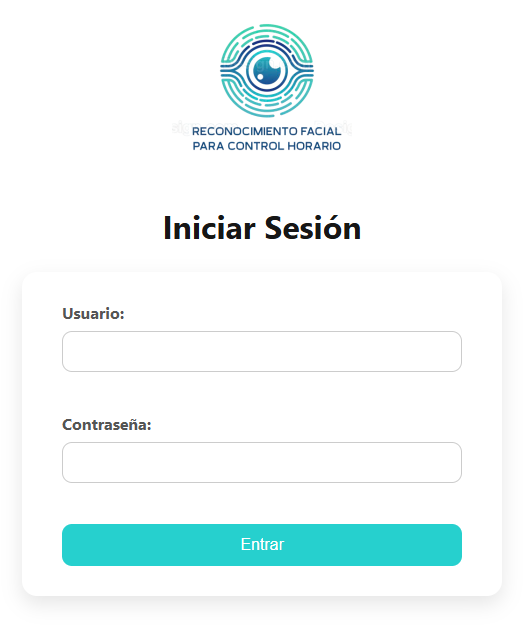 RECONOCIMIENTO FACIAL
PARA CONTROL HORARIO
Iniciar Sesión
Usuario:
Contraseña:
Entrar